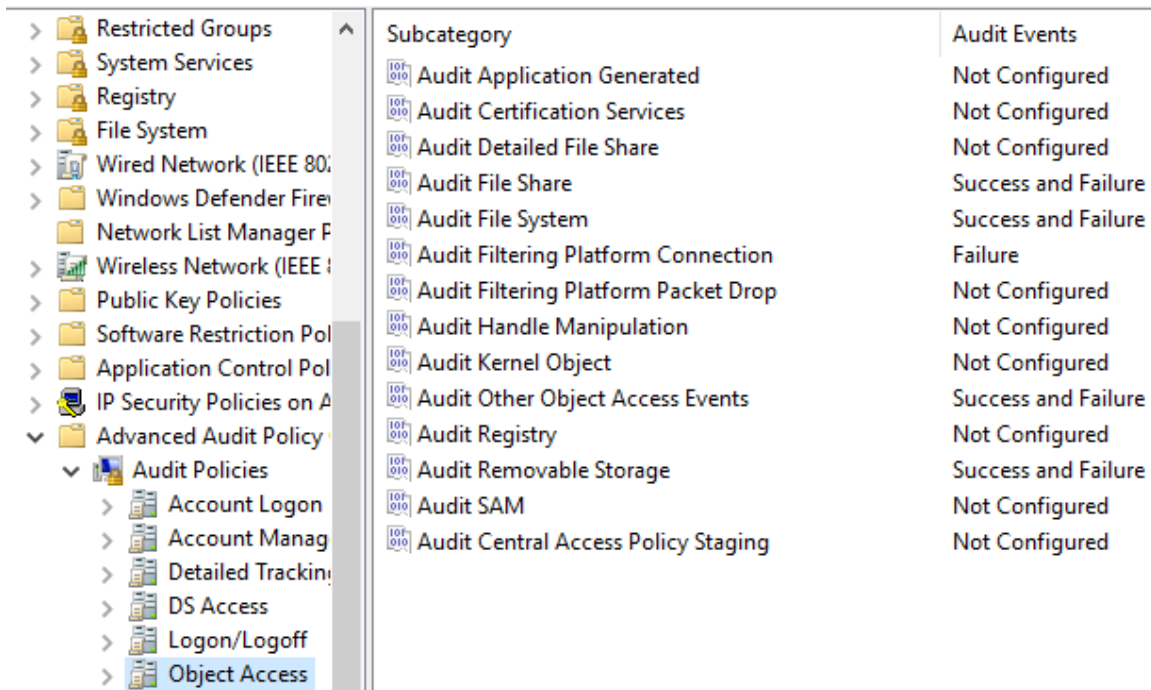 Restricted Groups
System Services
Registry
File System
Wired Network (IEEE 802
Windows Defender Firew
Network List Manager P
Wireless Network (IEEE 8
Public Key Policies
Software Restriction Pol
Application Control Pol
IP Security Policies on A
Advanced Audit Policy
Audit Policies
Account Logon
Account Manag
Detailed Tracking
DS Access
Logon/Logoff
Object Access
Subcategory Audit Events
Audit Application Generated Not Configured
Audit Certification Services Not Configured
Audit Detailed File Share Not Configured
Audit File Share Success and Failure
Audit File System Success and Failure
Audit Filtering Platform Connection Failure
Audit Filtering Platform Packet Drop Not Configured
Audit Handle Manipulation Not Configured
Audit Kernel Object Not Configured
Audit Other Object Access Events Success and Failure
Audit Registry Not Configured
Audit Removable Storage Success and Failure
Audit SAM Not Configured
Audit Central Access Policy Staging Not Configured